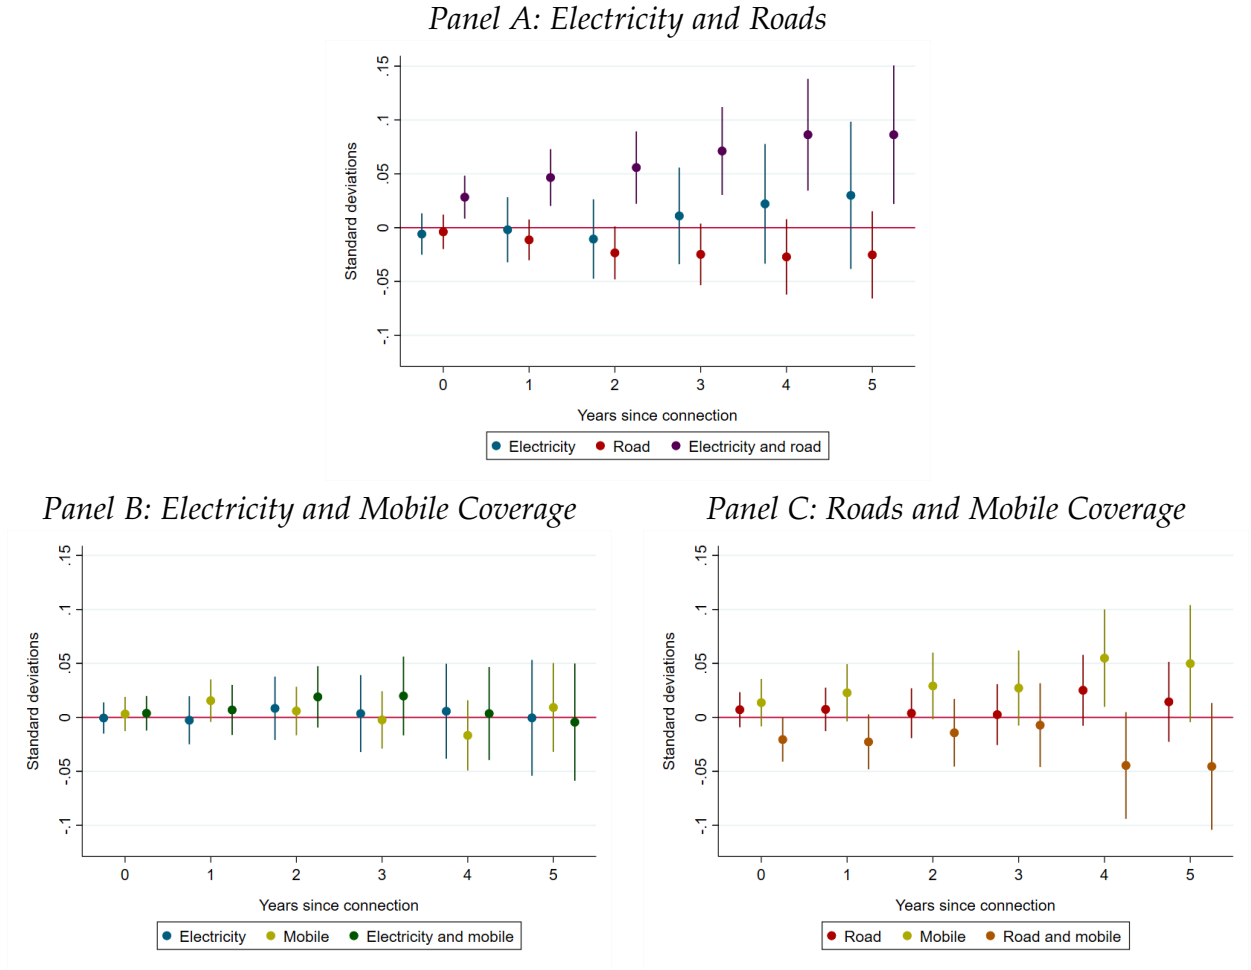 Panel A: Electricity and Roads
Standard deviations
.15
.1
.05
0
-.05
-.1
0 1 2 3 4 5
Years since connection
Electricity Road Electricity and road
Panel B: Electricity and Mobile Coverage
Standard deviations
.15
.1
.05
0
-.05
-.1
0 1 2 3 4 5
Years since connection
Electricity Mobile Electricity and mobile
Panel C: Roads and Mobile Coverage
Standard deviations
.15
.1
.05
0
-.05
-.1
0 1 2 3 4 5
Years since connection
Road Mobile Road and mobile